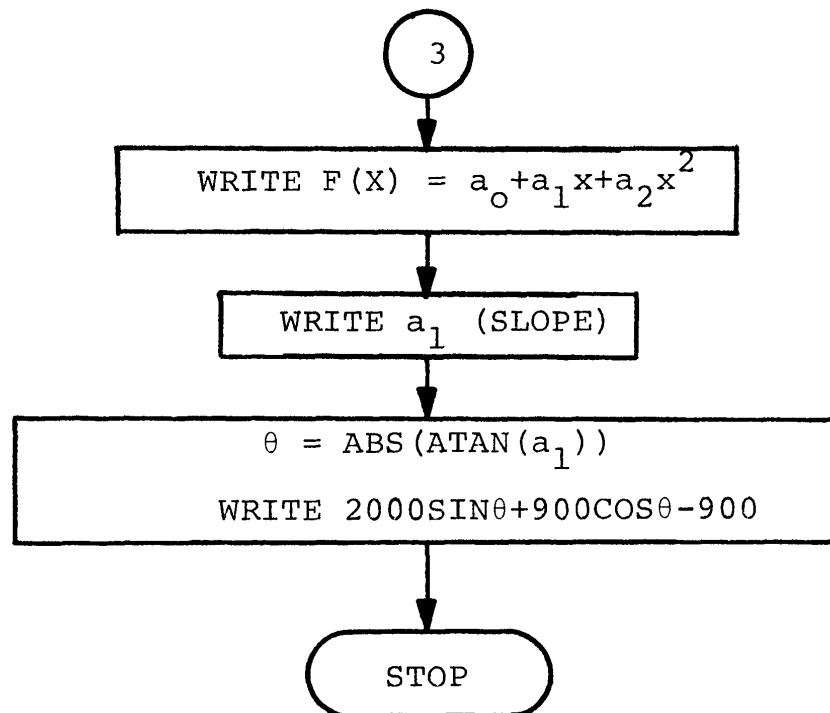 3
WRITE F(X) = a₀+a₁x+a₂x²
WRITE a₁ (SLOPE)
θ = ABS(ATAN(a₁))
WRITE 2000SINθ+900COSθ-900
STOP